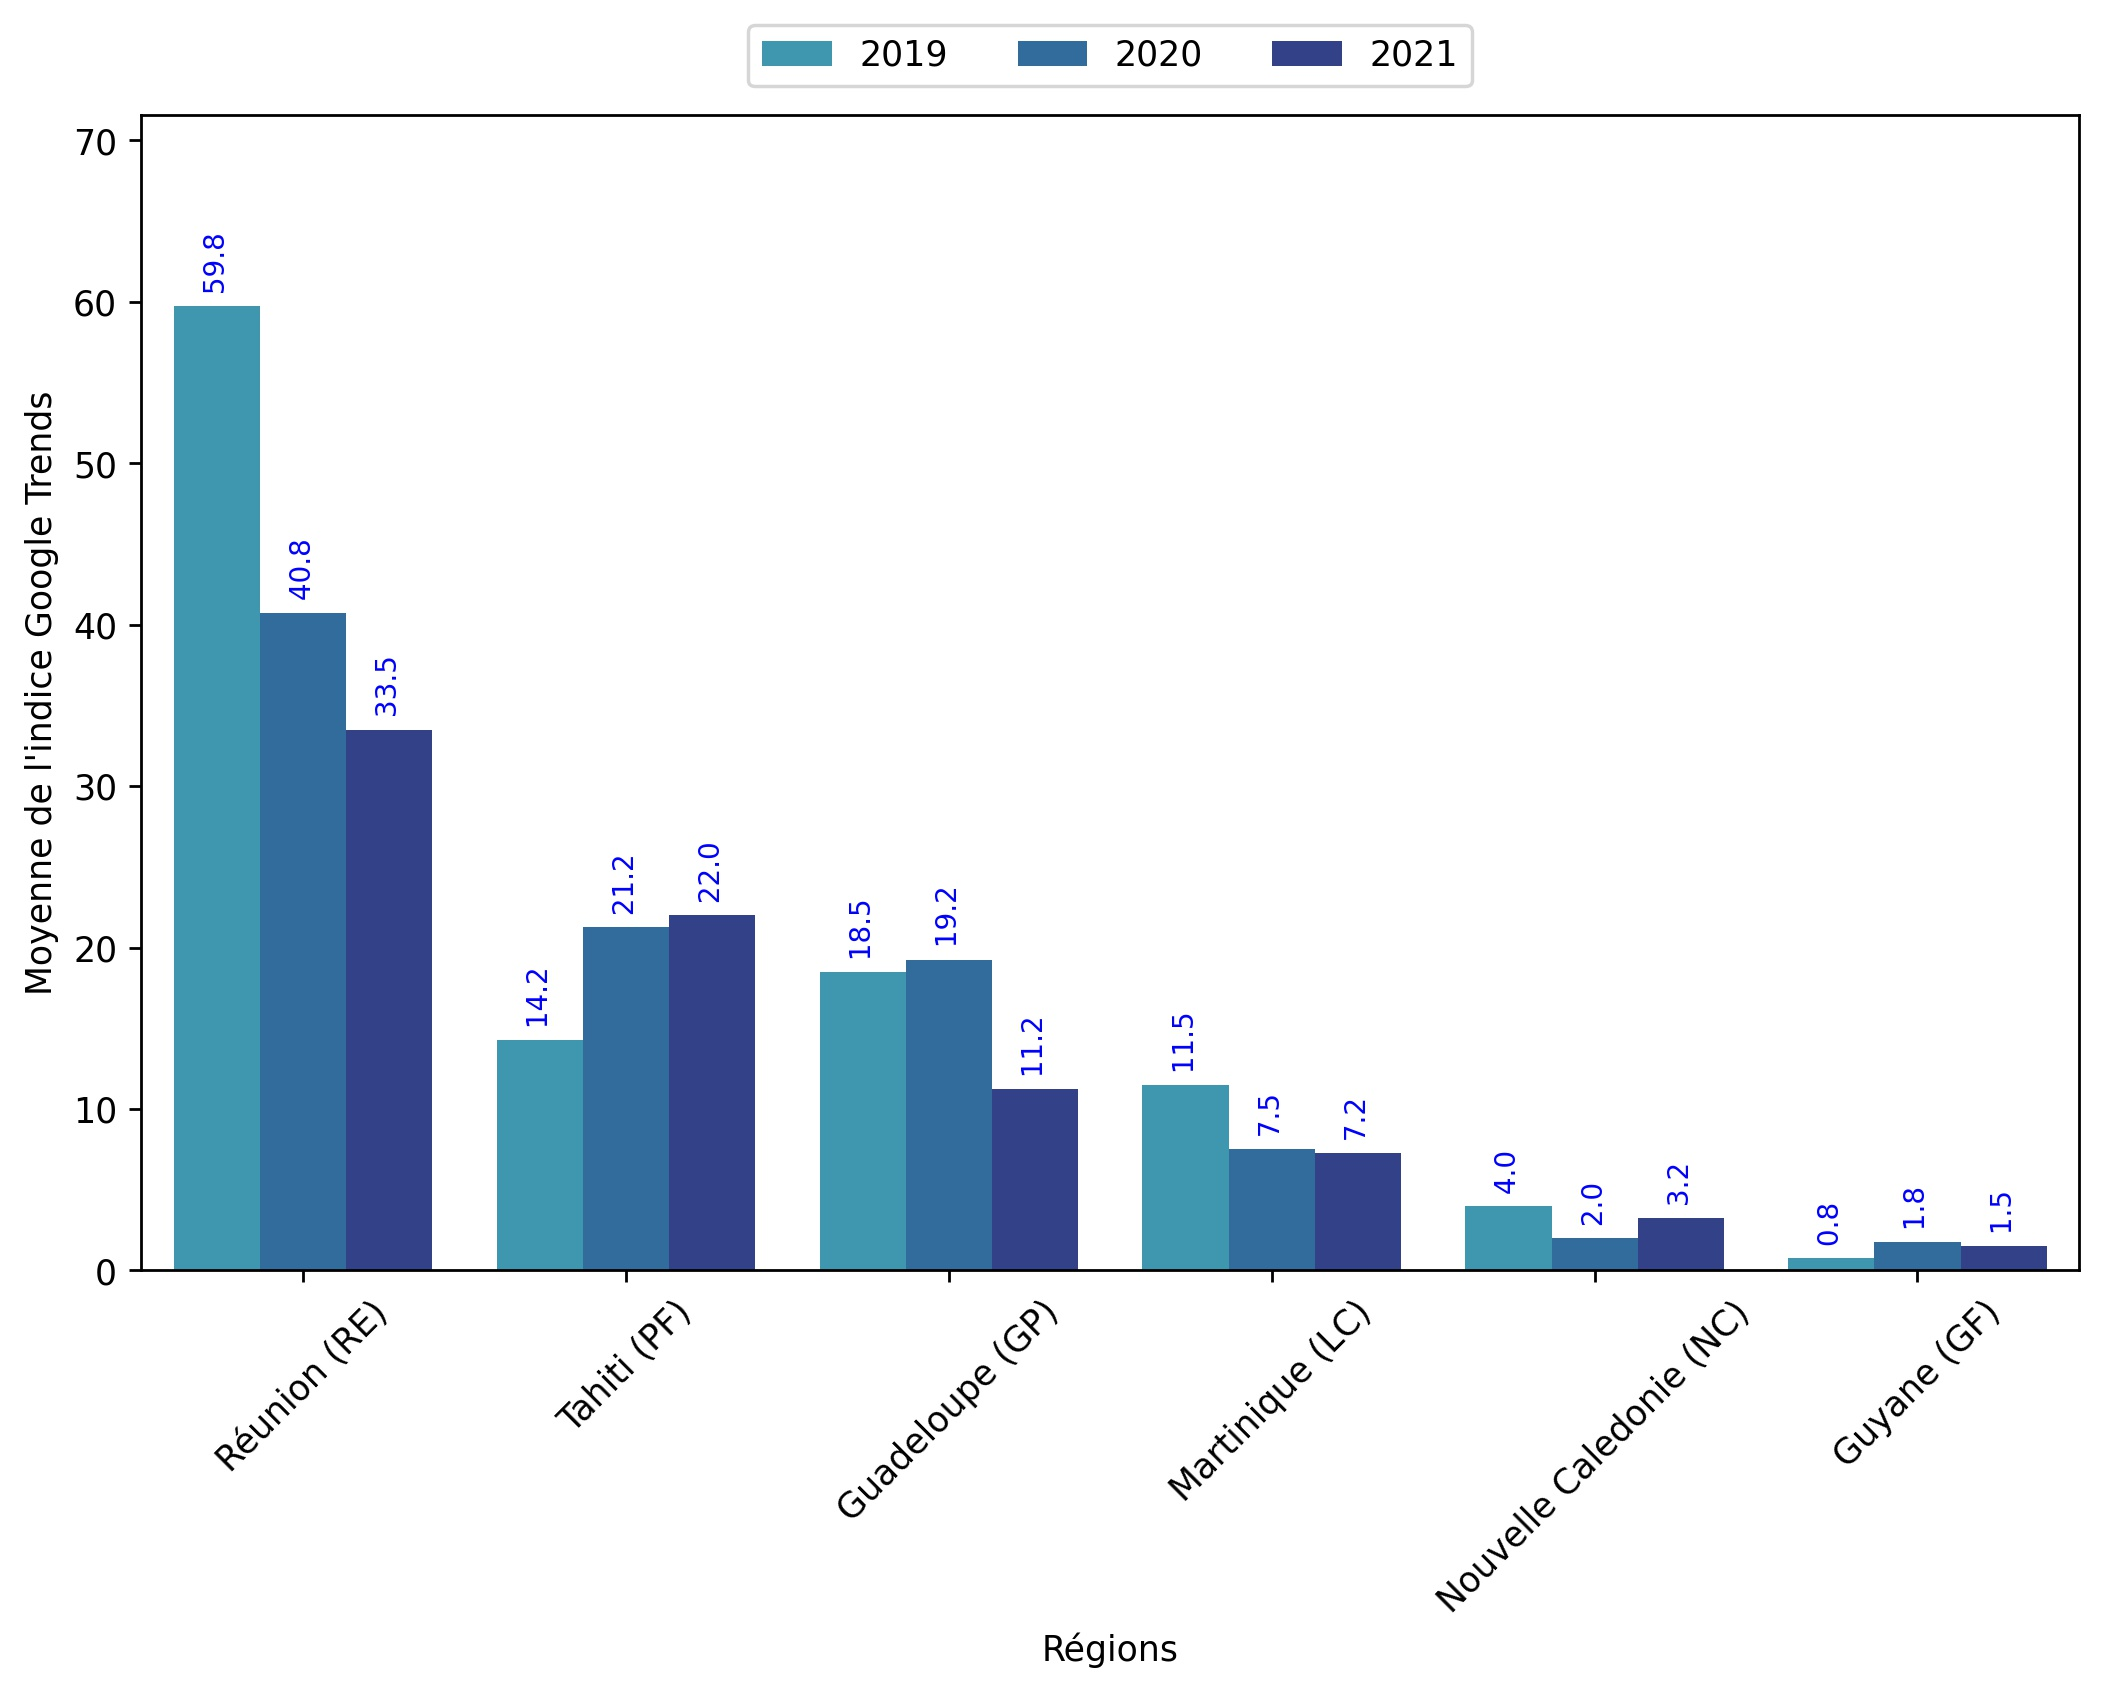 2019 2020 2021
Moyenne de l'indice Google Trends
70
60
50
40
30
20
10
0
59.8
40.8
33.5
14.2
21.2
22.0
18.5
19.2
11.2
11.5
7.5
7.2
4.0
2.0
3.2
0.8
1.8
1.5
Réunion (RE)
Tahiti (PF)
Guadeloupe (GP)
Martinique (LC)
Nouvelle Caledonie (NC)
Guyane (GF)
Régions